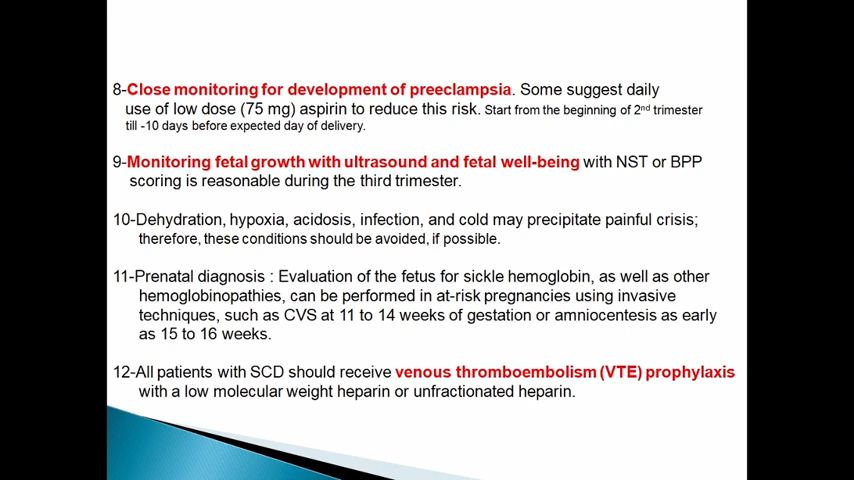 8-Close monitoring for development of preeclampsia. Some suggest daily
use of low dose (75 mg) aspirin to reduce this risk. Start from the beginning of 2nd trimester
till -10 days before expected day of delivery.
9-Monitoring fetal growth with ultrasound and fetal well-being with NST or BPP
scoring is reasonable during the third trimester.
10-Dehydration, hypoxia, acidosis, infection, and cold may precipitate painful crisis;
therefore, these conditions should be avoided, if possible.
11-Prenatal diagnosis : Evaluation of the fetus for sickle hemoglobin, as well as other
hemoglobinopathies, can be performed in at-risk pregnancies using invasive
techniques, such as CVS at 11 to 14 weeks of gestation or amniocentesis as early
as 15 to 16 weeks.
12-All patients with SCD should receive venous thromboembolism (VTE) prophylaxis
with a low molecular weight heparin or unfractionated heparin.